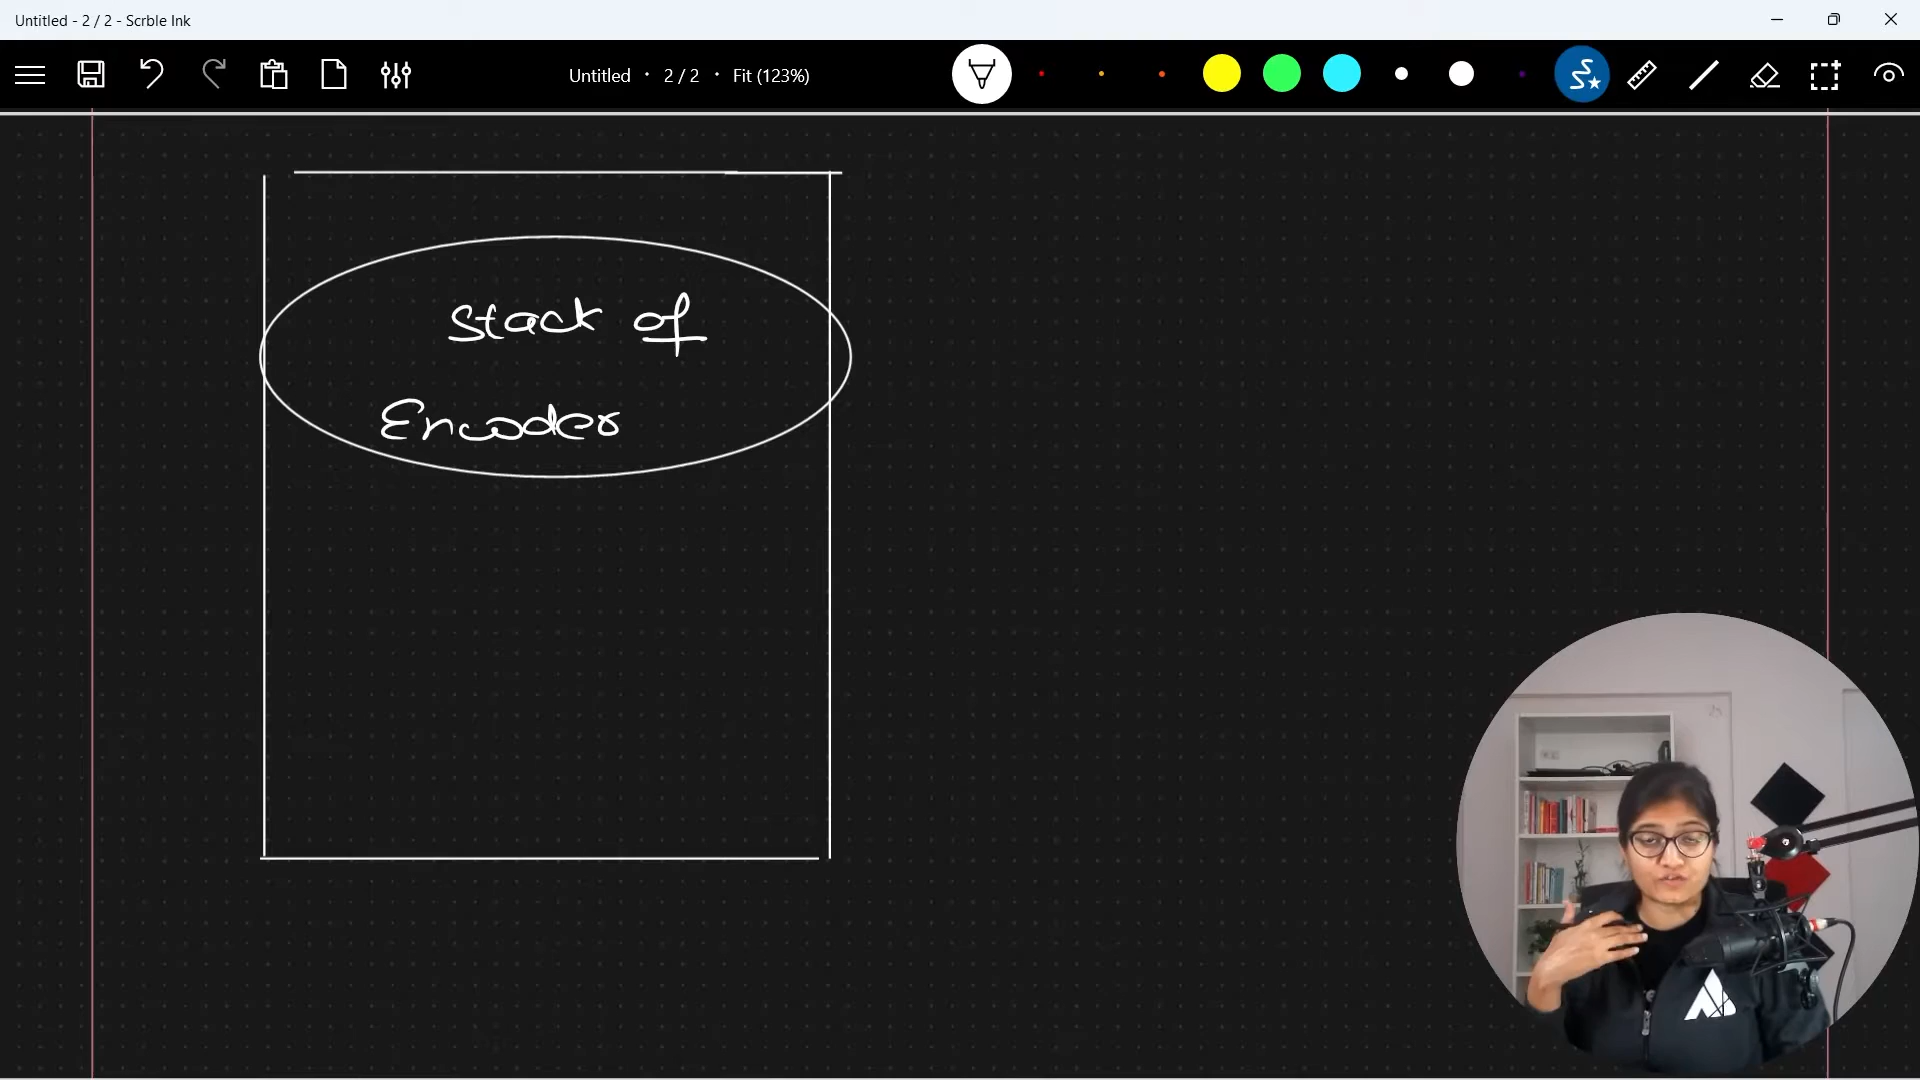 Untitled - 2 / 2 - Scrble Ink
Untitled • 2 / 2 • Fit (123%)
Stack of
Encoder